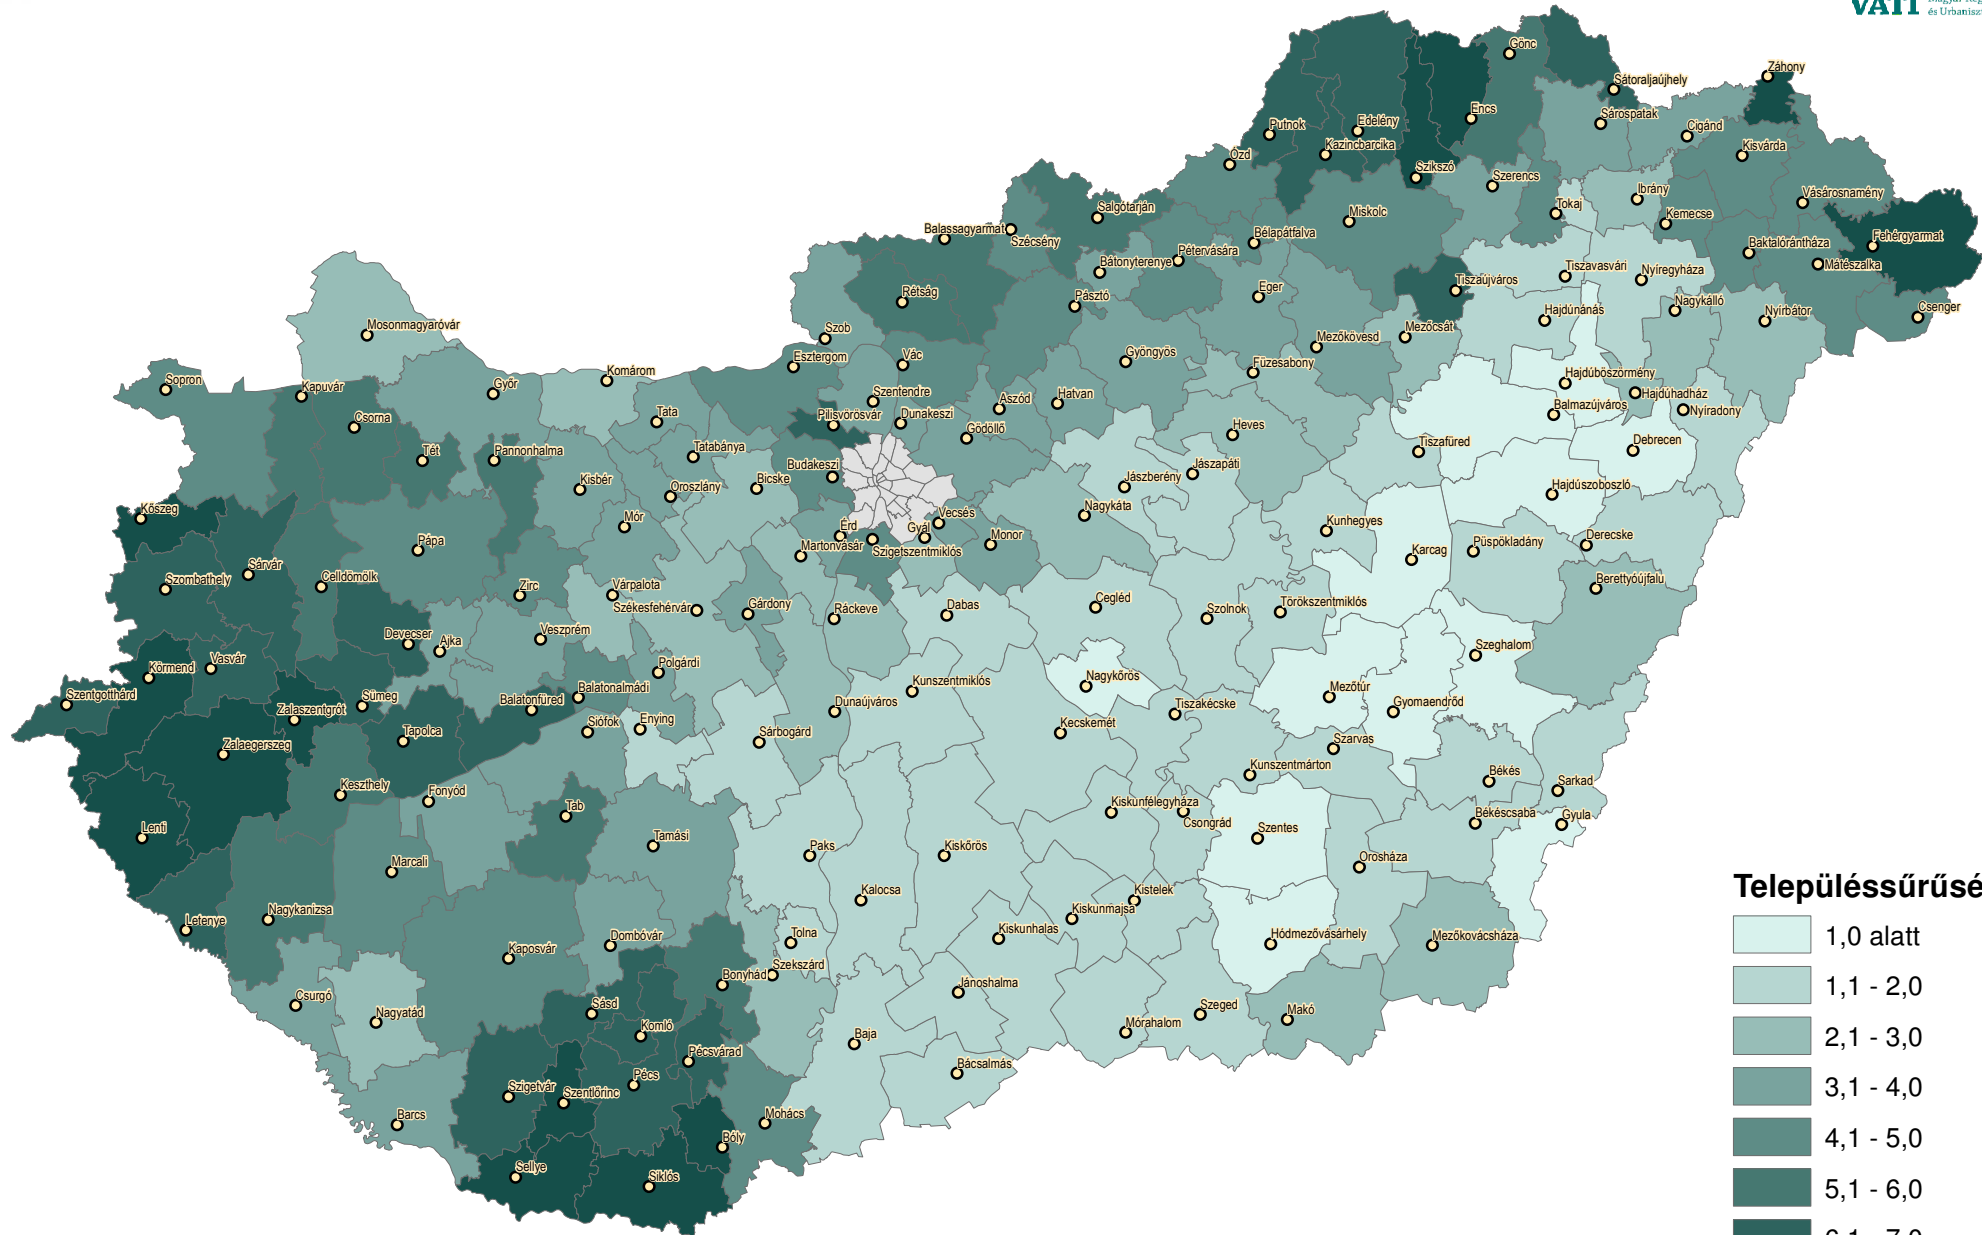 VÁTI
és Urbanisz
Gönc
Záhony
Sátoraljaújhely
Encs
Sárospatak
Cigánd
Putnok
Edelény
Kazincbarcika
Kisvárda
Ózd
Szikszó
Szerencs
Ibrány
Vásárosnamény
Tokaj
Kemecse
Salgótarján
Miskolc
Balassagyarmat
Szécsény
Bélapátfalva
Pétervására
Baktalórántháza
Fehérgyarmat
Bátonyterenye
Mátészalka
Tiszavasvári
Nyíregyháza
Rétság
Eger
Tiszaújváros
Pásztó
Nagykálló
Nyírbátor
Csenger
Hajdúnánás
Mosonmagyaróvár
Szob
Mezőkövesd
Mezőcsát
Esztergom
Vác
Gyöngyös
Füzesabony
Hajdúböszörmény
Sopron
Kapuvár
Győr
Komárom
Szentendre
Aszód
Hatvan
Hajdúhadház
Balmazújváros
Nyíradony
Csorna
Tata
Pilisvörösvár
Dunakeszi
Gödöllő
Heves
Tiszafüred
Debrecen
Tét
Pannonhalma
Tatabánya
Budakeszi
Jászberény
Jászapáti
Kisbér
Oroszlány
Bicske
Hajdúszoboszló
Kőszeg
Mór
Érd
Gyál
Vecsés
Nagykáta
Kunhegyes
Pápa
Martonvásár
Szigetszentmiklós
Monor
Karcag
Püspökladány
Derecske
Szombathely
Sárvár
Celldömölk
Zirc
Várpalota
Székesfehérvár
Gárdony
Ráckeve
Dabas
Cegléd
Szolnok
Törökszentmiklós
Berettyóújfalu
Devecser
Ajka
Veszprém
Szeghalom
Körmend
Vasvár
Polgárdi
Nagykőrös
Szentgotthárd
Zalaszentgrót
Sümeg
Balatonfüred
Balatonalmádi
Kunszentmiklós
Mezőtúr
Gyomaendrőd
Tapolca
Siófok
Enying
Dunaújváros
Tiszakécske
Zalaegerszeg
Sárbogárd
Kecskemét
Szarvas
Keszthely
Fonyód
Kunszentmárton
Békés
Sarkad
Tab
Kiskunfélegyháza
Csongrád
Békéscsaba
Gyula
Lenti
Tamási
Szentes
Marcali
Paks
Kiskőrös
Orosháza
Letenye
Nagykanizsa
Kalocsa
Kistelek
Kiskunmajsa
Kaposvár
Dombóvár
Tolna
Kiskunhalas
Hódmezővásárhely
Mezőkovácsháza
Szekszárd
Bonyhád
Jánoshalma
Csurgó
Nagyatád
Sásd
Komló
Szeged
Makó
Mórahalom
Baja
Pécsvárad
Bácsalmás
Szigetvár
Szentlőrinc
Pécs
Barcs
Mohács
Bóly
Sellye
Siklós
Településsűrűsé
1,0 alatt
1,1 - 2,0
2,1 - 3,0
3,1 - 4,0
4,1 - 5,0
5,1 - 6,0
6,1 - 7,0